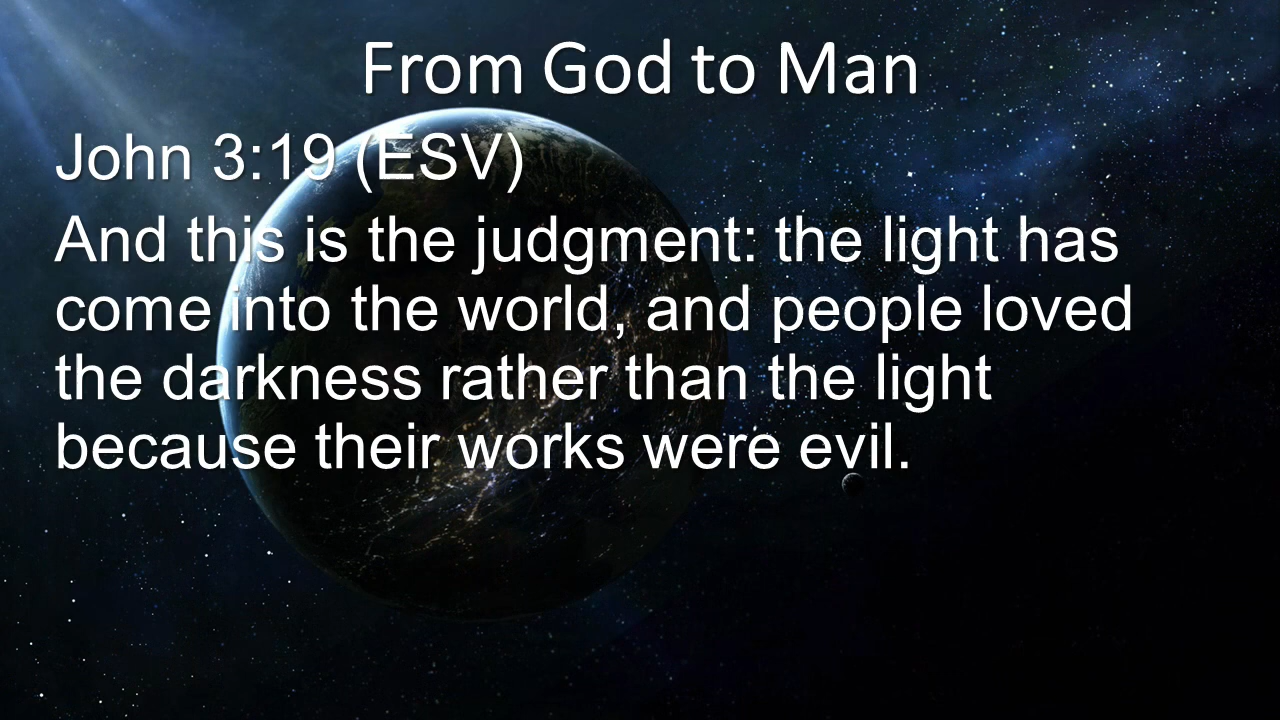 From God to Man
John 3:19 (ESV)
And this is the judgment: the light has
come into the world, and people loved
the darkness rather than the light
because their works were evil.